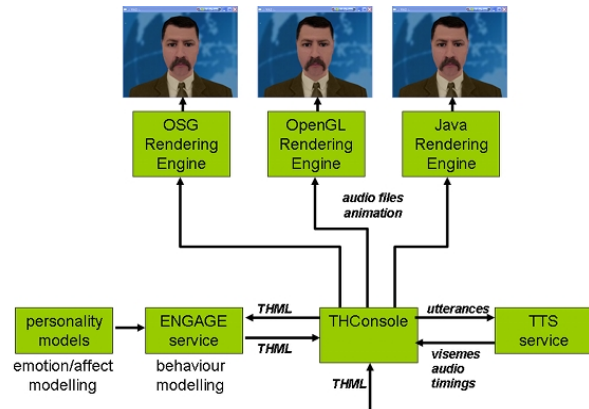 OSG
Rendering
Engine
OpenGL
Rendering
Engine
Java
Rendering
Engine
audio files
animation
personality
models
emotion/affect
modelling
ENGAGE
service
behaviour
modelling
THML
THML
THConsole
THML
utterances
visemes
audio
timings
TTS
service